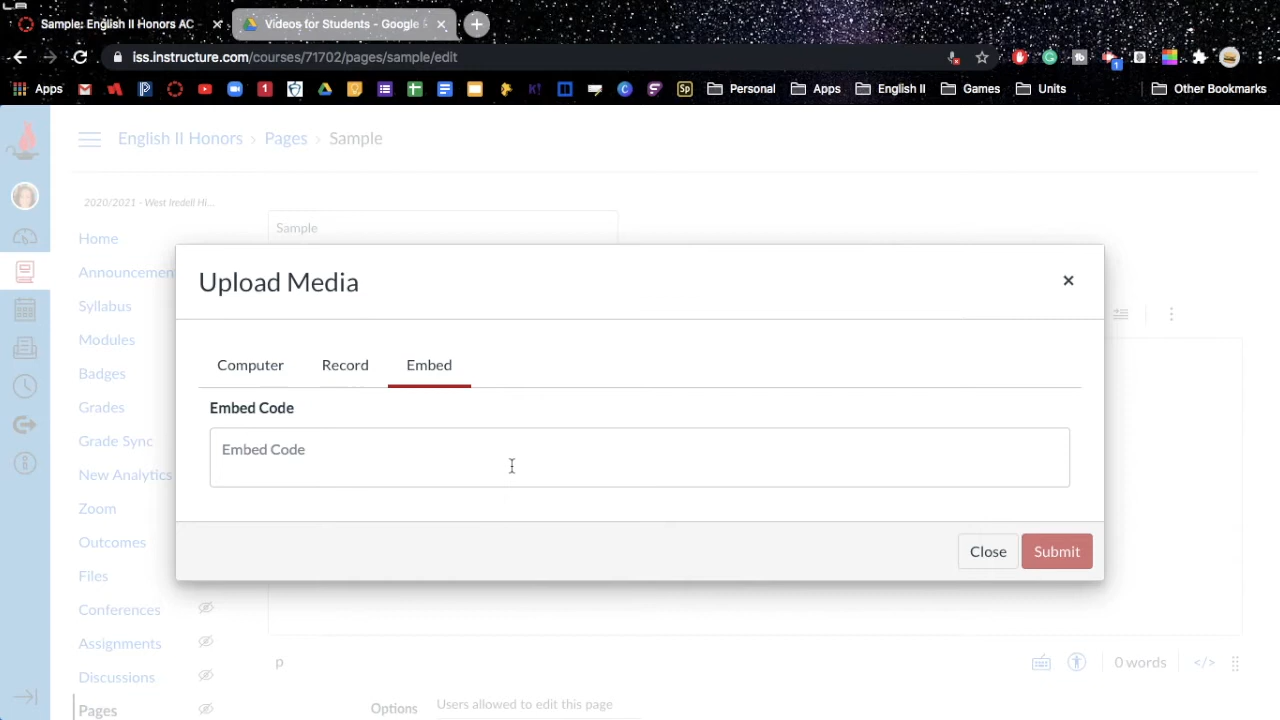 Sample: English II Honors AC
Videos for Students - Google
iss.instructure.com/courses/71702/pages/sample/edit
Apps
Personal
Apps
English II
Games
Units
Other Bookmarks
English II Honors > Pages > Sample
2020/2021 - West Iredell Hi...
Home
Announcemen
Syllabus
Modules
Badges
Grades
Grade Sync
New Analytics
Zoom
Outcomes
Files
Conferences
Assignments
Discussions
Pages
Sample
Upload Media
Computer
Record
Embed
Embed Code
Embed Code
Close
Submit
p
0 words
</>
Options
Users allowed to edit this page